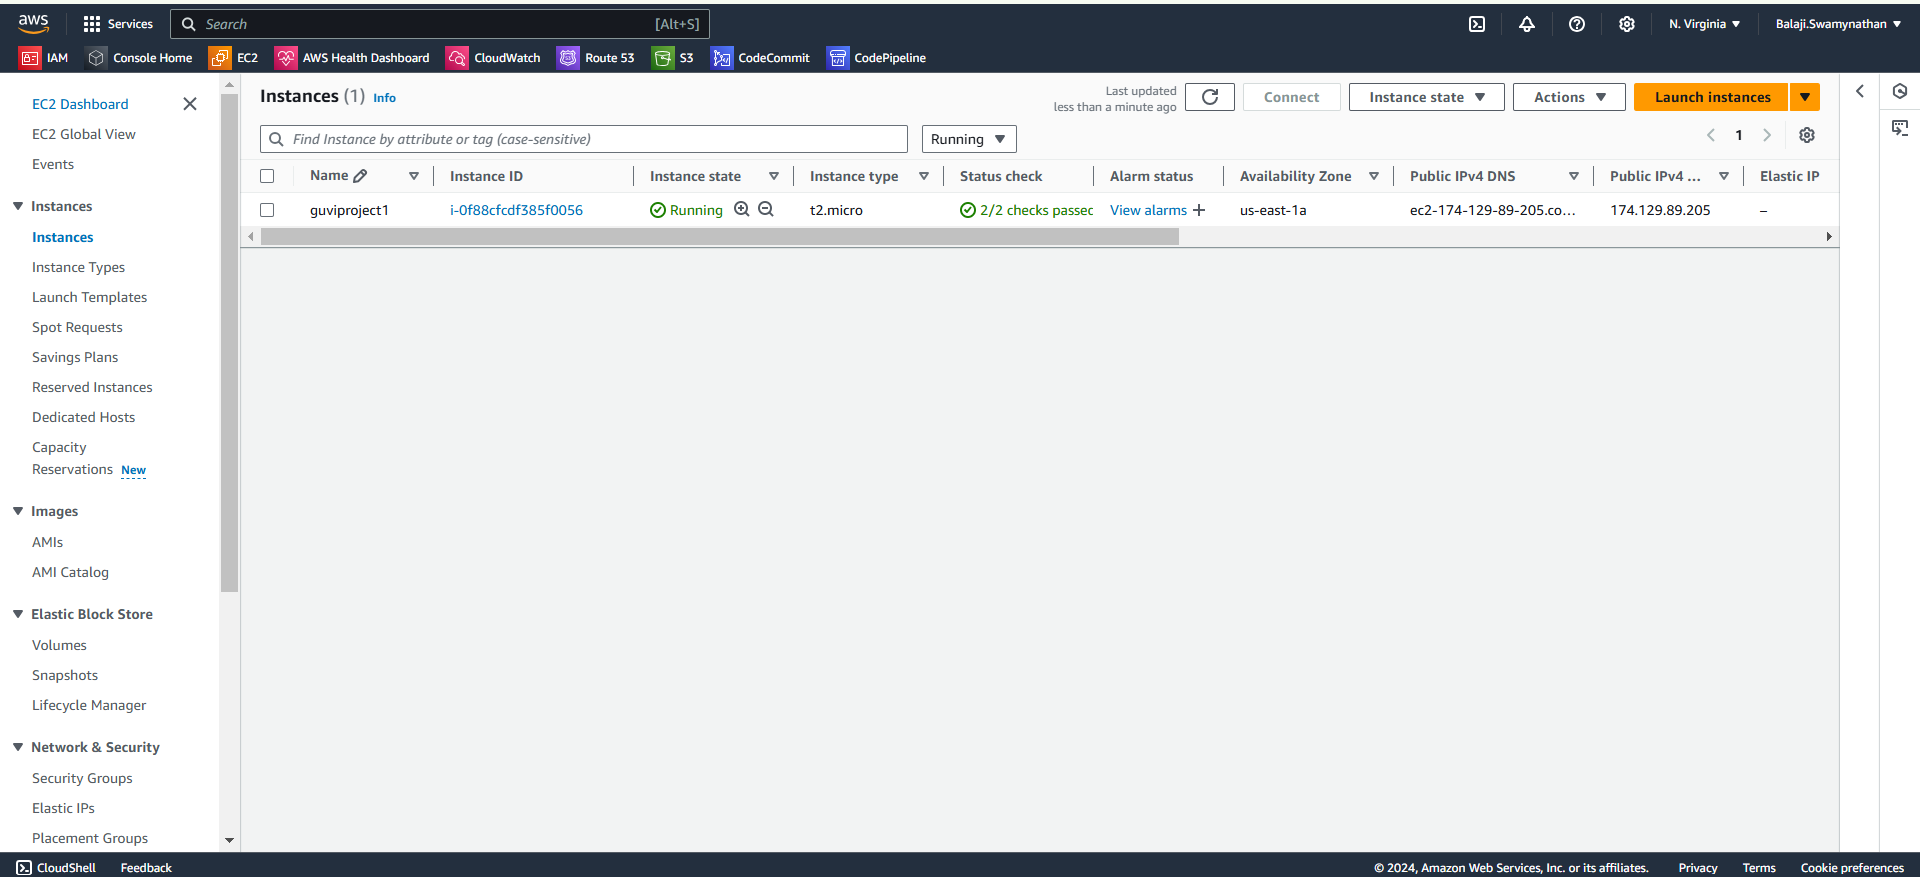 aws Services Search [Alt+S] N. Virginia Balaji.Swamynathan
IAM Console Home EC2 AWS Health Dashboard CloudWatch Route 53 S3 CodeCommit CodePipeline
EC2 Dashboard
EC2 Global View
Events
Instances
Instances
Instance Types
Launch Templates
Spot Requests
Savings Plans
Reserved Instances
Dedicated Hosts
Capacity
Reservations New
Images
AMIs
AMI Catalog
Elastic Block Store
Volumes
Snapshots
Lifecycle Manager
Network & Security
Security Groups
Elastic IPs
Placement Groups
Instances (1) Info
Last updated
less than a minute ago
Connect Instance state Actions Launch instances
Find Instance by attribute or tag (case-sensitive) Running 1
Name Instance ID Instance state Instance type Status check Alarm status Availability Zone Public IPv4 DNS Public IPv4 ... Elastic IP
guviproject1 i-0f88cfcdf385f0056 Running t2.micro 2/2 checks passec View alarms + us-east-1a ec2-174-129-89-205.co... 174.129.89.205 –
CloudShell Feedback © 2024, Amazon Web Services, Inc. or its affiliates. Privacy Terms Cookie preferences